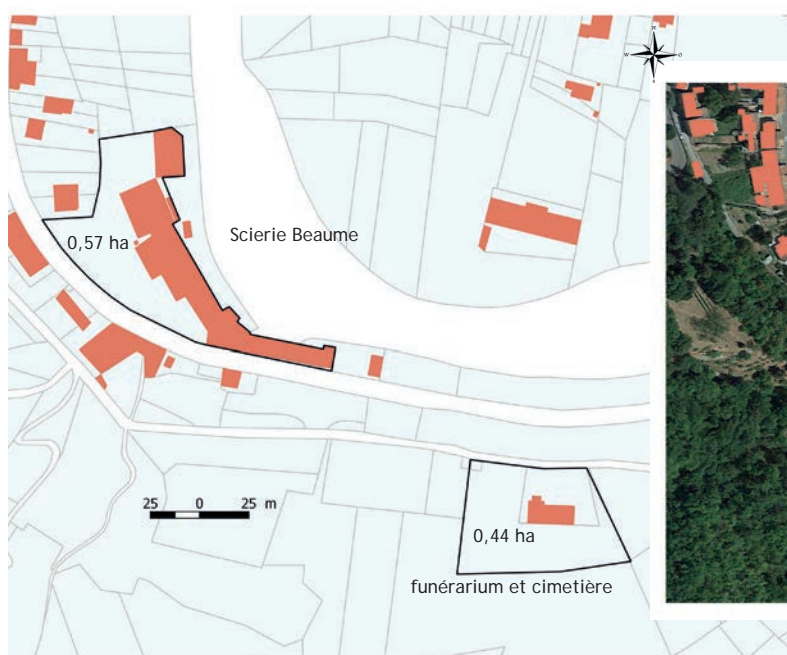 Scierie Beaume
0,57 ha
25 0 25 m
0,44 ha
funérarium et cimetière